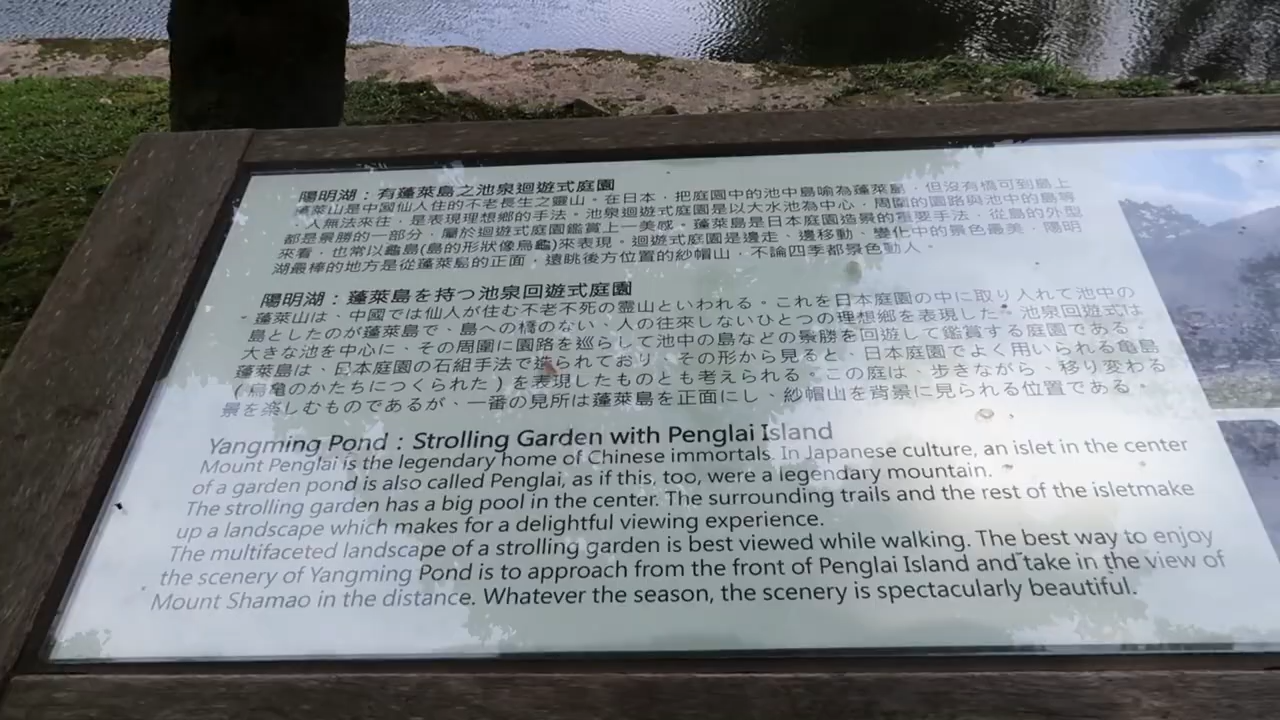 陽明湖：有蓬萊島之池泉迴遊式庭園
蓬萊山是中國仙人住的不老長生之靈山。在日本，把庭園中的池中島喻為蓬萊島，但沒有橋可到島上
，人無法來往，是表現理想鄉的手法。池泉迴遊式庭園是以大水池為中心，周圍的園路與池中的島等
都是景勝的一部分，屬於迴遊式庭園鑑賞上一美感。蓬萊島是日本庭園造景的重要手法，從島的外型
來看，也常以龜島(島的形狀像烏龜)來表現。迴遊式庭園是邊走、邊移動、變化中的景色最美，陽明
湖最棒的地方是從蓬萊島的正面，遠眺後方位置的紗帽山，不論四季都景色動人。
陽明湖：蓬萊島を持つ池泉回遊式庭園
蓬萊山は、中國では仙人が住む不老不死の霊山といわれる。これを日本庭園の中に取り入れて池中の
島としたのが蓬萊島で、島への橋のない、人の往來しないひとつの理想郷を表現した。池泉回遊式は
大きな池を中心に、その周圍に園路を巡らして池中の島などの景勝を回遊して鑑賞する庭園である。
蓬萊島は、日本庭園の石組手法で造られており、その形から見ると、日本庭園でよく用いられる亀島
(烏亀のかたちにつくられた)を表現したものとも考えられる。この庭は、步きながら、移り変わる
景を楽しむものであるが、一番の見所は蓬萊島を正面にし、紗帽山を背景に見られる位置である。
Yangming Pond : Strolling Garden with Penglai Island
Mount Penglai is the legendary home of Chinese immortals. In Japanese culture, an islet in the center
of a garden pond is also called Penglai, as if this, too, were a legendary mountain.
The strolling garden has a big pool in the center. The surrounding trails and the rest of the isletmake
up a landscape which makes for a delightful viewing experience.
The multifaceted landscape of a strolling garden is best viewed while walking. The best way to enjoy
the scenery of Yangming Pond is to approach from the front of Penglai Island and take in the view of
Mount Shamao in the distance. Whatever the season, the scenery is spectacularly beautiful.